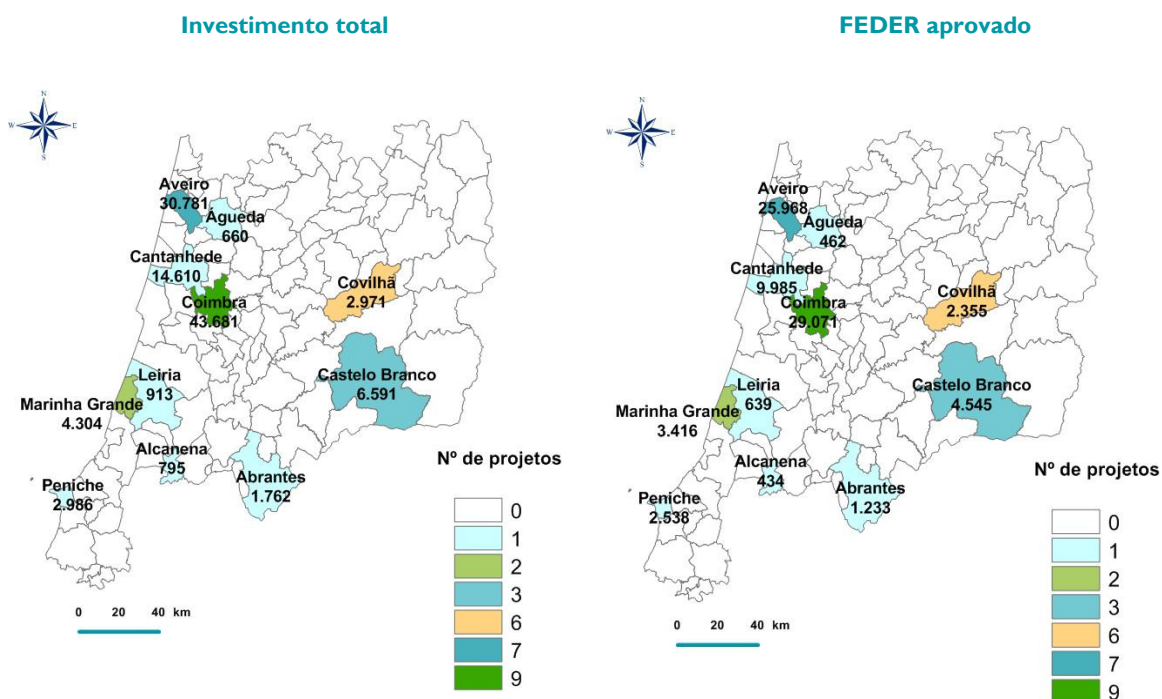 Investimento total
N
W E
S
Aveiro
30.781
Águeda
660
Cantanhede
14.610
Coimbra
43.681
Covilhã
2.971
Leiria
913
Castelo Branco
6.591
Marinha Grande
4.304
Alcanena
795
Abrantes
1.762
Peniche
2.986
Nº de projetos
0
1
2
3
6
7
9
0 20 40 km
FEDER aprovado
N
W E
S
Aveiro
25.968
Águeda
462
Cantanhede
9.985
Coimbra
29.071
Covilhã
2.355
Leiria
639
Castelo Branco
4.545
Marinha Grande
3.416
Alcanena
434
Abrantes
1.233
Peniche
2.538
Nº de projetos
0
1
2
3
6
7
9
0 20 40 km